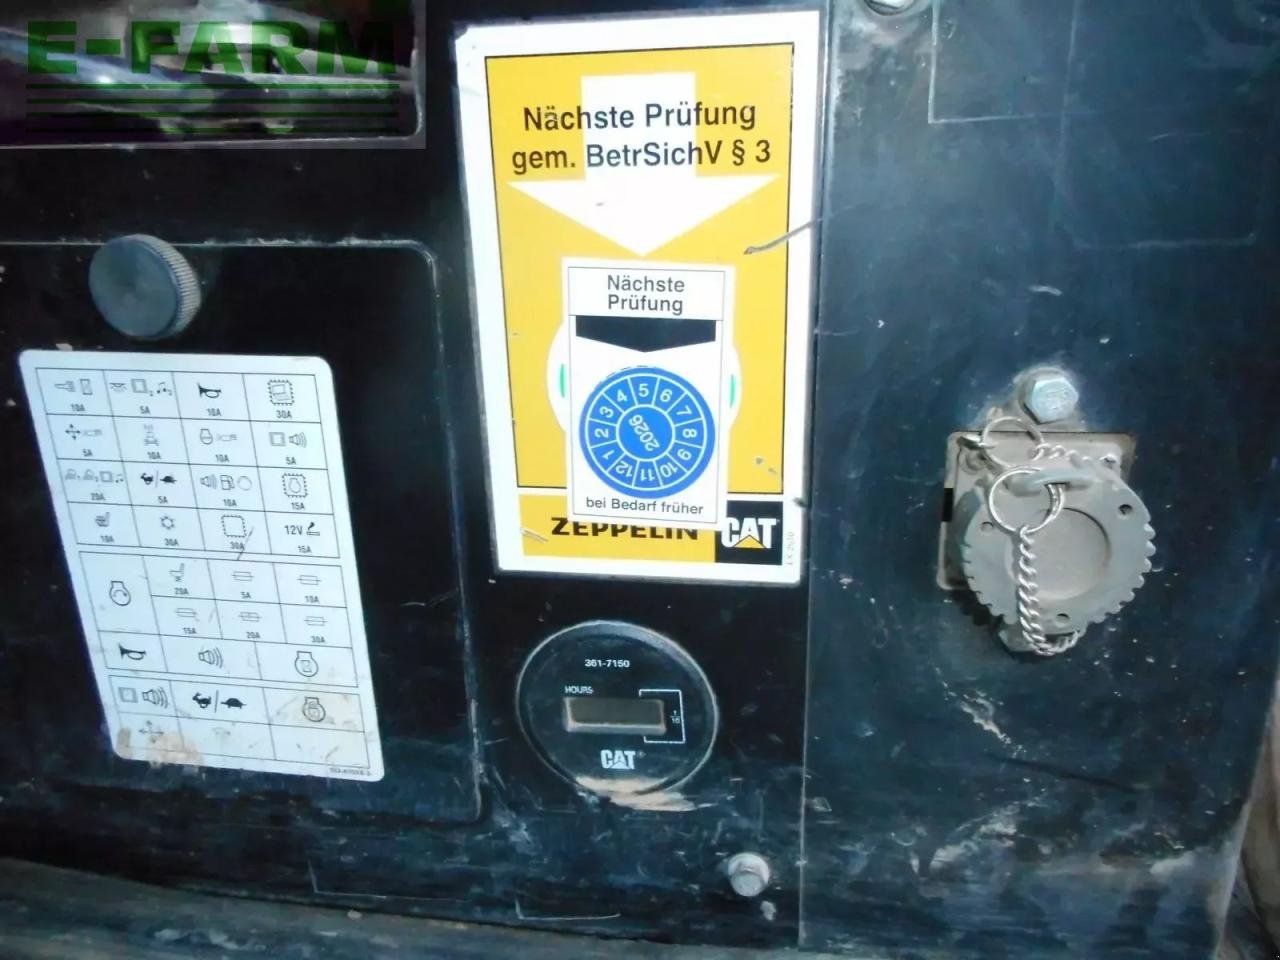 E-FARM
Nächste Prüfung
gem. BetrSichV § 3
Nächste
Prüfung
1 2 3 4 5 6 7 8 9 10 11 12
2026
bei Bedarf früher
ZEPPELIN CAT
10A 5A 10A 30A
5A 10A 5A
20A 5A 10A 15A
12V
10A 30A 30A 15A
20A 5A 10A
15A 20A 30A
361-7150
HOURS
1
10
CAT